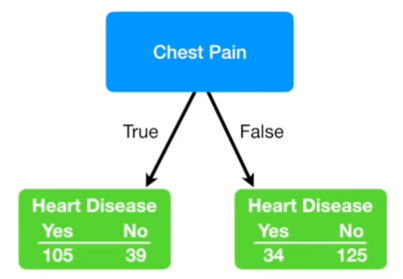 Chest Pain
True False
Heart Disease Heart Disease
Yes No Yes No
105 39 34 125